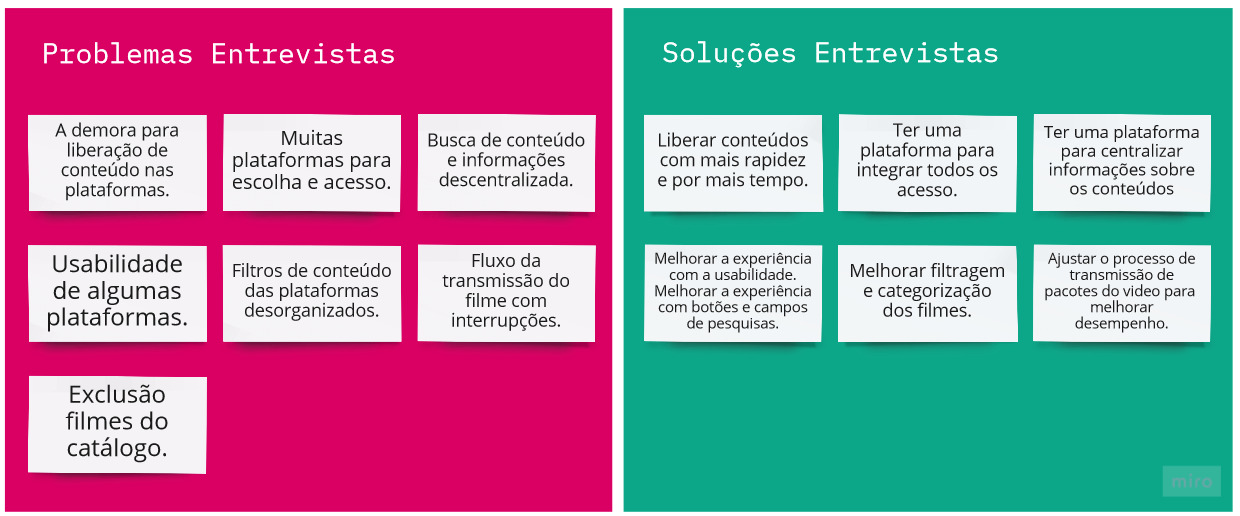 Problemas Entrevistas
A demora para
liberação de
conteúdo nas
plataformas.
Muitas
plataformas para
escolha e acesso.
Busca de conteúdo
e informações
descentralizada.
Usabilidade
de algumas
plataformas.
Filtros de conteúdo
das plataformas
desorganizados.
Fluxo da
transmissão do
filme com
interrupções.
Exclusão
filmes do
catálogo.
Soluções Entrevistas
Liberar conteúdos
com mais rapidez
e por mais tempo.
Ter uma
plataforma para
integrar todos os
acesso.
Ter uma plataforma
para centralizar
informações sobre
os conteúdos
Melhorar a experiência
com a usabilidade.
Melhorar a experiência
com botões e campos
de pesquisas.
Melhorar filtragem
e categorização
dos filmes.
Ajustar o processo de
transmissão de
pacotes do video para
melhorar
desempenho.
miro